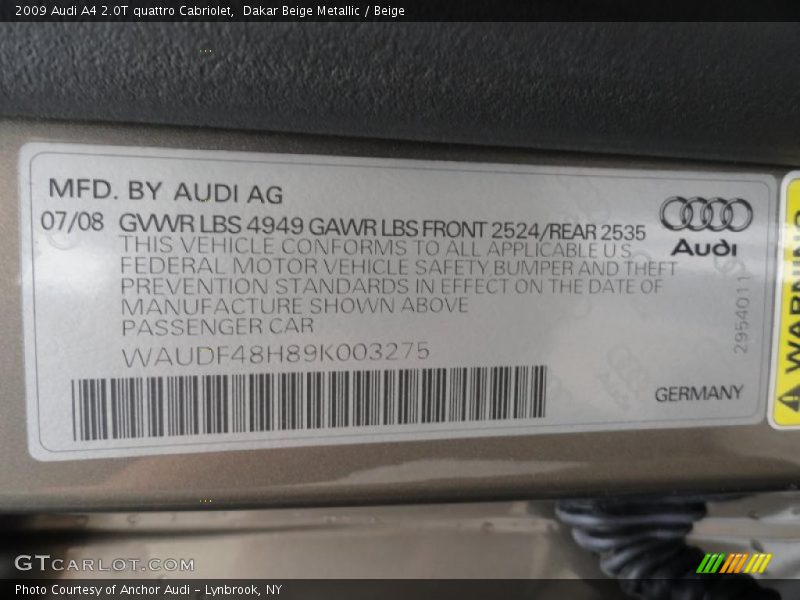 2009 Audi A4 2.0T quattro Cabriolet,  Dakar Beige Metallic / Beige
MFD. BY AUDI AG
07/08 GVWR LBS 4949 GAWR LBS FRONT 2524/REAR 2535
THIS VEHICLE CONFORMS TO ALL APPLICABLE U.S.
FEDERAL MOTOR VEHICLE SAFETY, BUMPER AND THEFT
PREVENTION STANDARDS IN EFFECT ON THE DATE OF
MANUFACTURE SHOWN ABOVE
PASSENGER CAR
WAUDF48H89K003275
Audi
2954011
GERMANY
WARNING
GTCARLOT.COM
Photo Courtesy of Anchor Audi - Lynbrook, NY